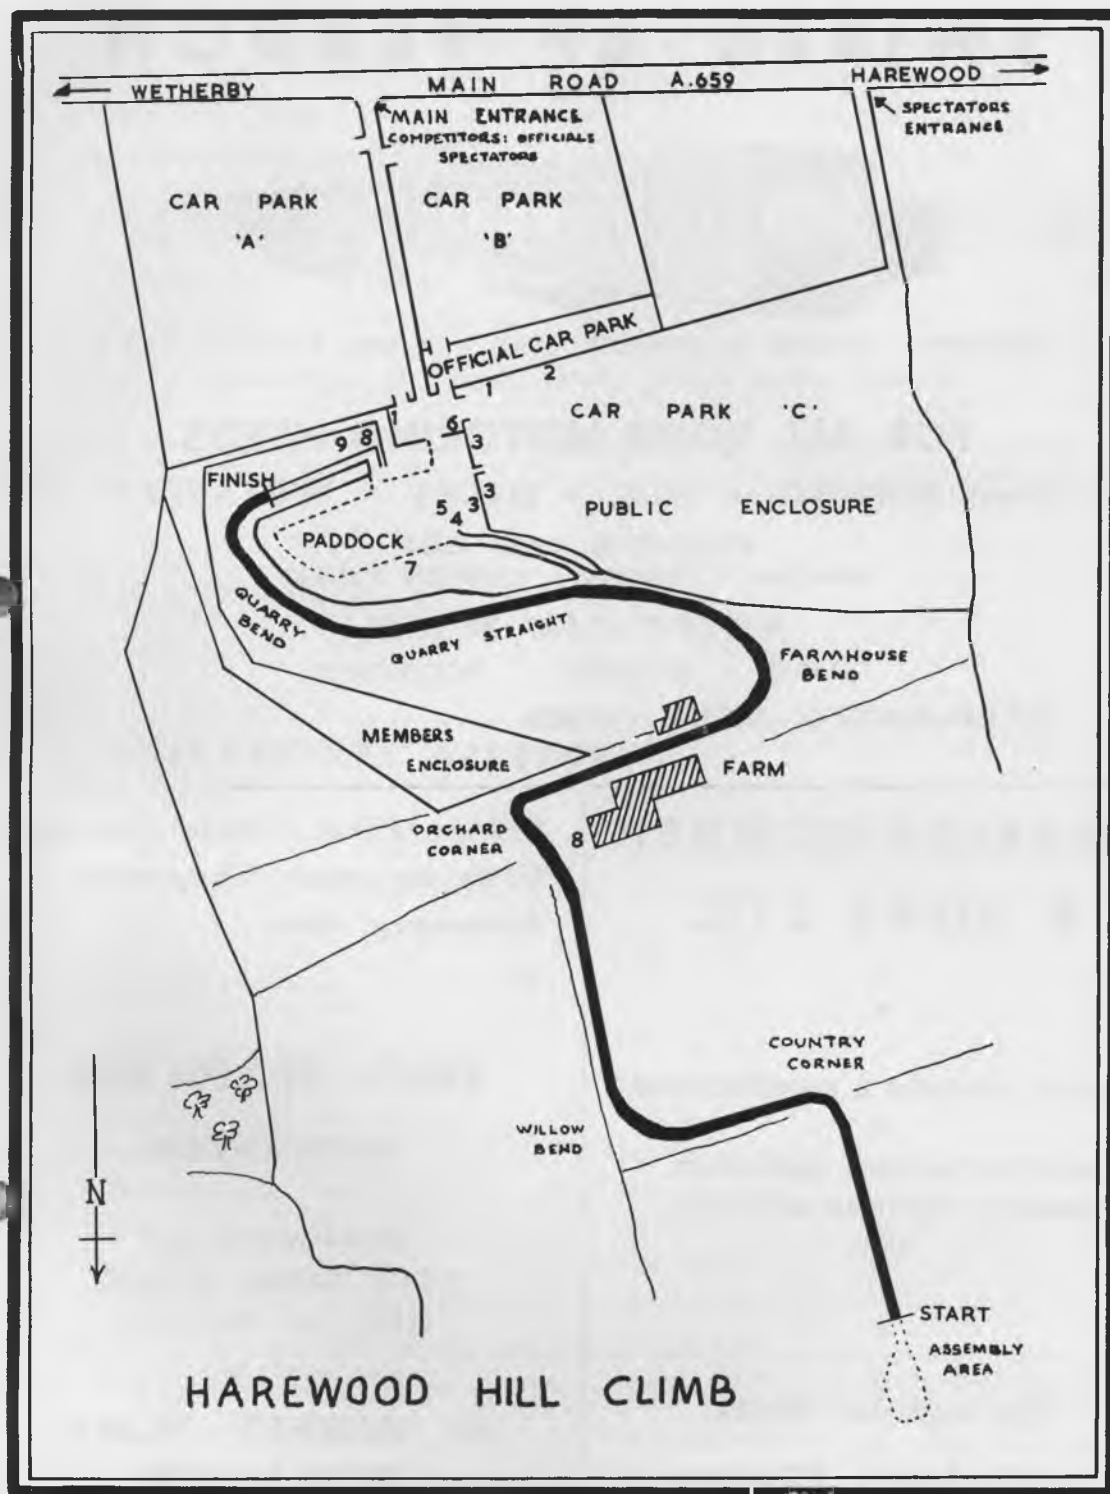 WETHERBY
MAIN ROAD A.659
HAREWOOD
MAIN ENTRANCE
COMPETITORS: OFFICIALS
SPECTATORS
SPECTATORS
ENTRANCE
CAR PARK
'A'
CAR PARK
'B'
OFFICIAL CAR PARK
1
2
CAR PARK 'C'
1
6
3
9 8
FINISH
3
3
5
4
PUBLIC ENCLOSURE
PADDOCK
7
QUARRY
BEND
QUARRY STRAIGHT
FARMHOUSE
BEND
MEMBERS
ENCLOSURE
FARM
8
ORCHARD
CORNER
COUNTRY
CORNER
WILLOW
BEND
N
START
ASSEMBLY
AREA
HAREWOOD HILL CLIMB